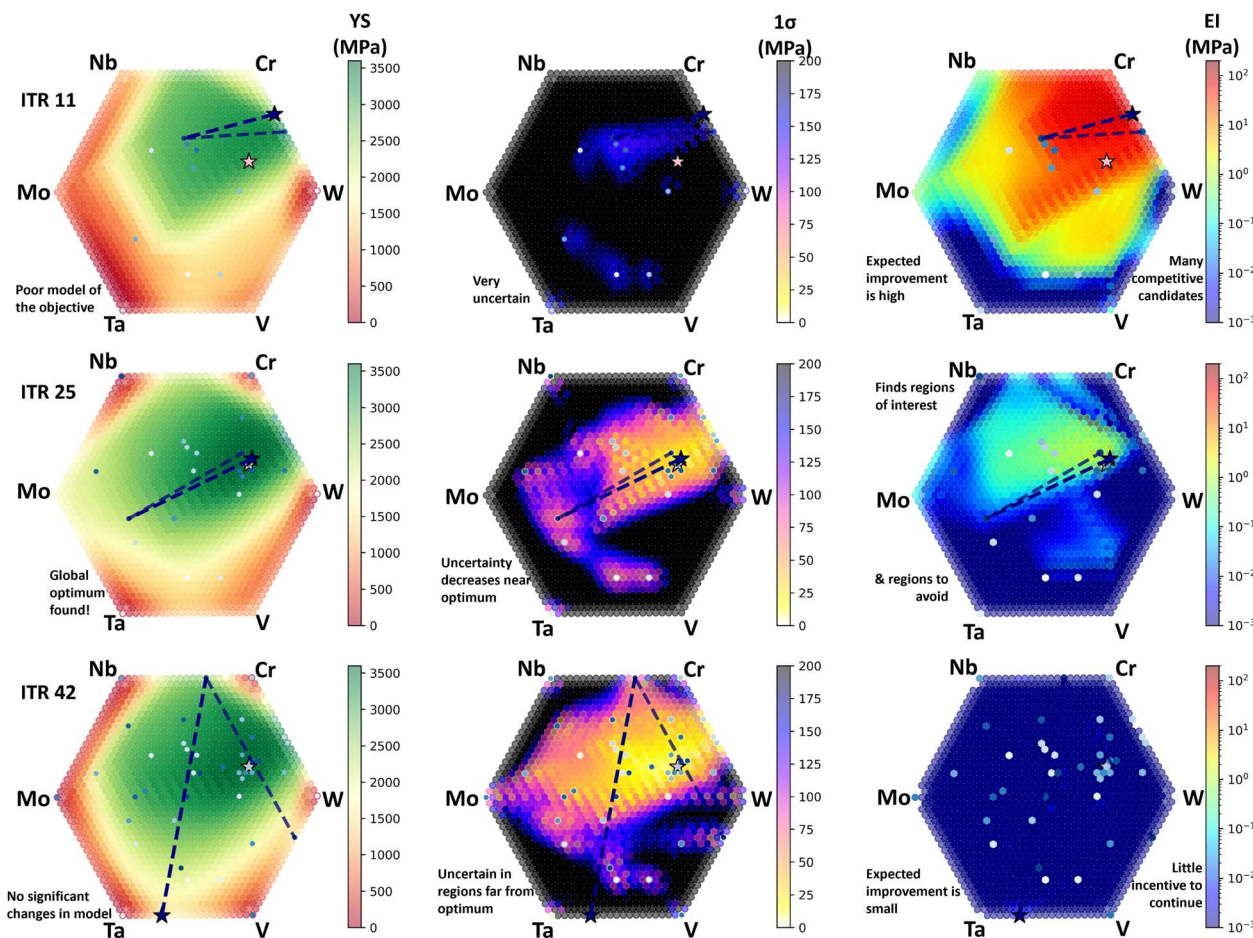 YS
(MPa)
1σ
(MPa)
EI
(MPa)
ITR 11
Nb
Cr
Mo
W
Ta
V
Poor model of
the objective
3500
3000
2500
2000
1500
1000
500
0
Very
uncertain
Ta
V
200
175
150
125
100
75
50
25
0
Nb
Cr
Mo
W
Expected
improvement
is high
Many
competitive
candidates
10²
10¹
10⁰
10⁻¹
10⁻²
10⁻³
ITR 25
Nb
Cr
Mo
W
Global
optimum
found!
Ta
V
3500
3000
2500
2000
1500
1000
500
0
Mo
W
Uncertainty
decreases near
optimum
Ta
V
200
175
150
125
100
75
50
25
0
Nb
Cr
Finds regions
of interest
Mo
W
& regions to
avoid
Ta
V
10²
10¹
10⁰
10⁻¹
10⁻²
10⁻³
ITR 42
Nb
Cr
Mo
W
No significant
changes in model
Ta
V
3500
3000
2500
2000
1500
1000
500
0
Nb
Cr
Mo
W
Uncertain in
regions far from
optimum
Ta
V
200
175
150
125
100
75
50
25
0
Nb
Cr
Mo
W
Expected
improvement is
small
Little
incentive to
continue
Ta
V
10²
10¹
10⁰
10⁻¹
10⁻²
10⁻³